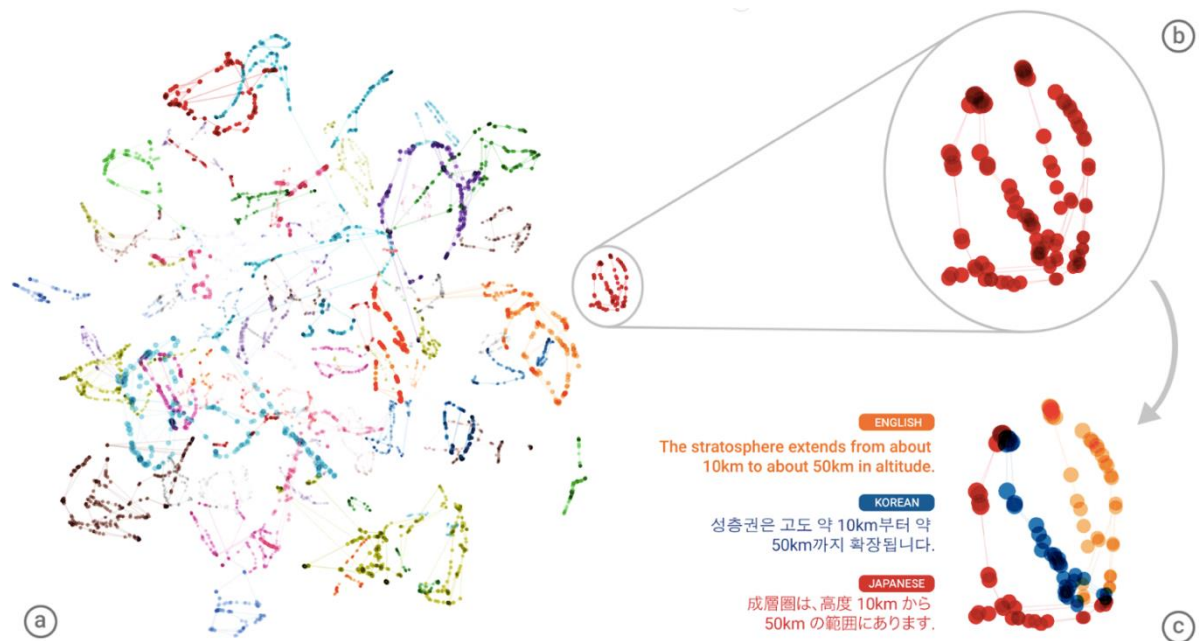 b
ENGLISH
The stratosphere extends from about
10km to about 50km in altitude.
KOREAN
성층권은 고도 약 10km부터 약
50km까지 확장됩니다.
JAPANESE
成層圏は、高度 10km から
50km の範囲にあります。
a
c